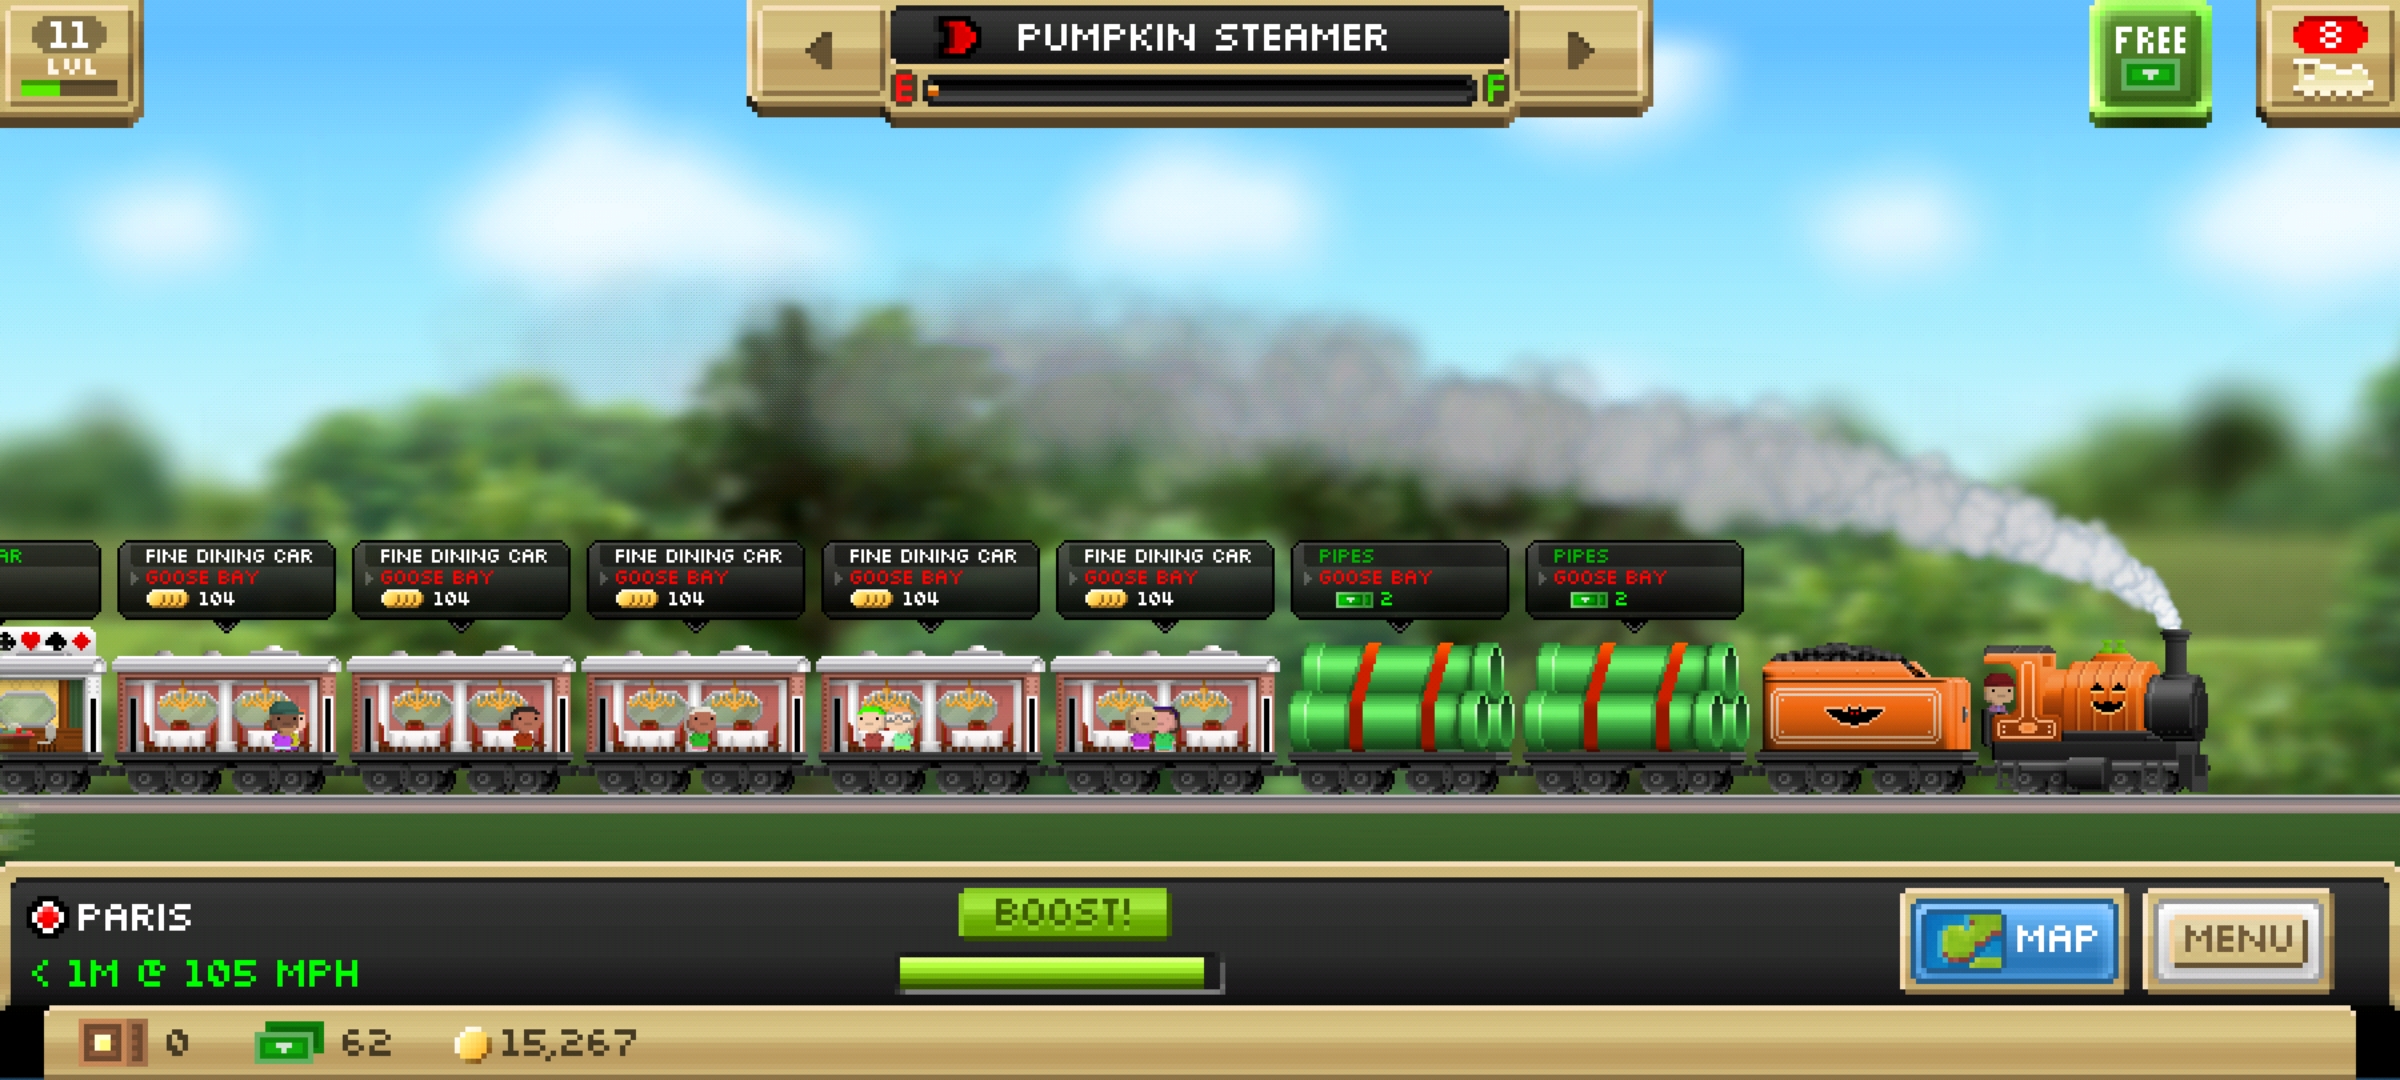 11
LVL
PUMPKIN STEAMER
E
F
FREE
8
AR
FINE DINING CAR
GOOSE BAY
104
FINE DINING CAR
GOOSE BAY
104
FINE DINING CAR
GOOSE BAY
104
FINE DINING CAR
GOOSE BAY
104
FINE DINING CAR
GOOSE BAY
104
PIPES
GOOSE BAY
2
PIPES
GOOSE BAY
2
PARIS
< 1M @ 105 MPH
BOOST!
MAP
MENU
0
62
15,267